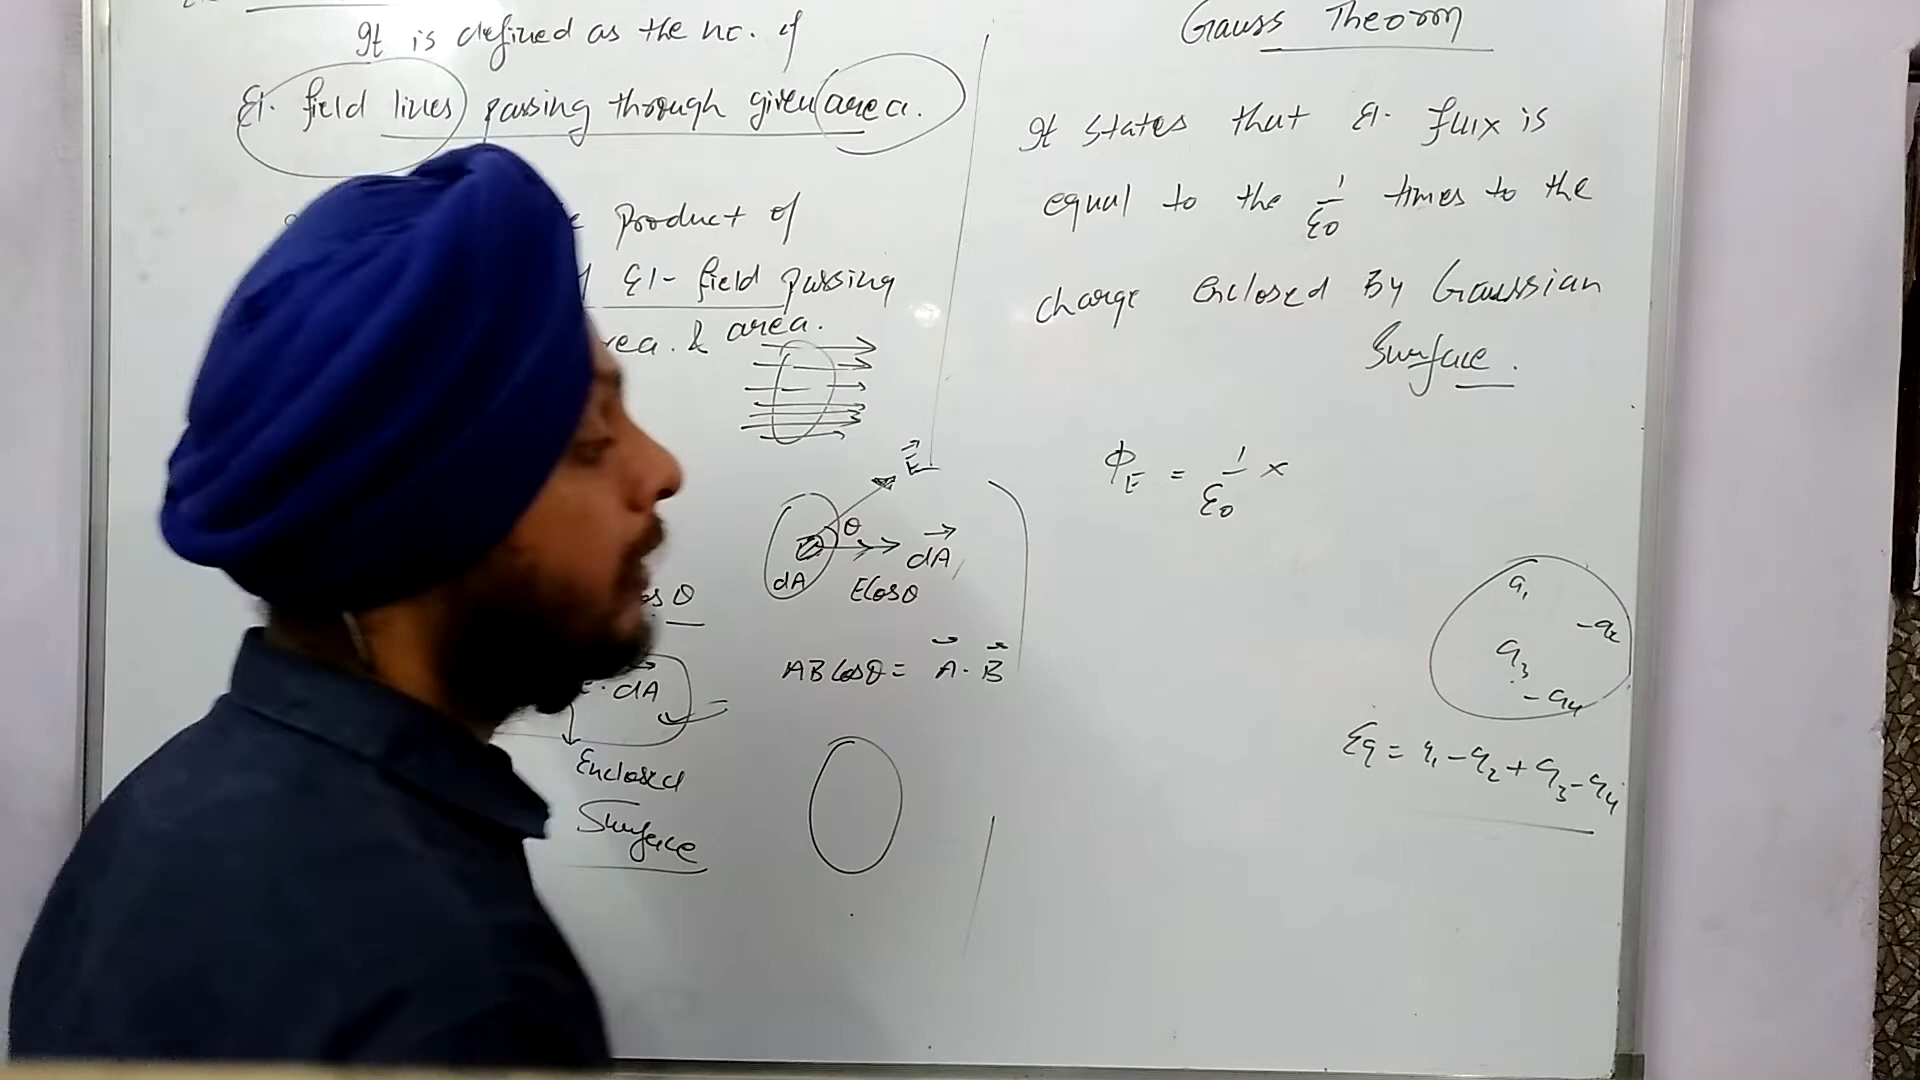 It is defined as the no. of
El. field lines passing through given area.
Product of
El- field passing
area. & area.
E
θ
dA
dA
Ecosθ
cos θ
E. dA
ABcosθ = A. B
Enclosed
Surface
Gauss Theorm
It states that El. flux is
equal to the 1/ε0 times to the
charge enclosed By Gaussian
Surface.
ΦE = 1/ε0 ×
q1
-q2
q3
-q4
Σq = q1 - q2 + q3 - q4